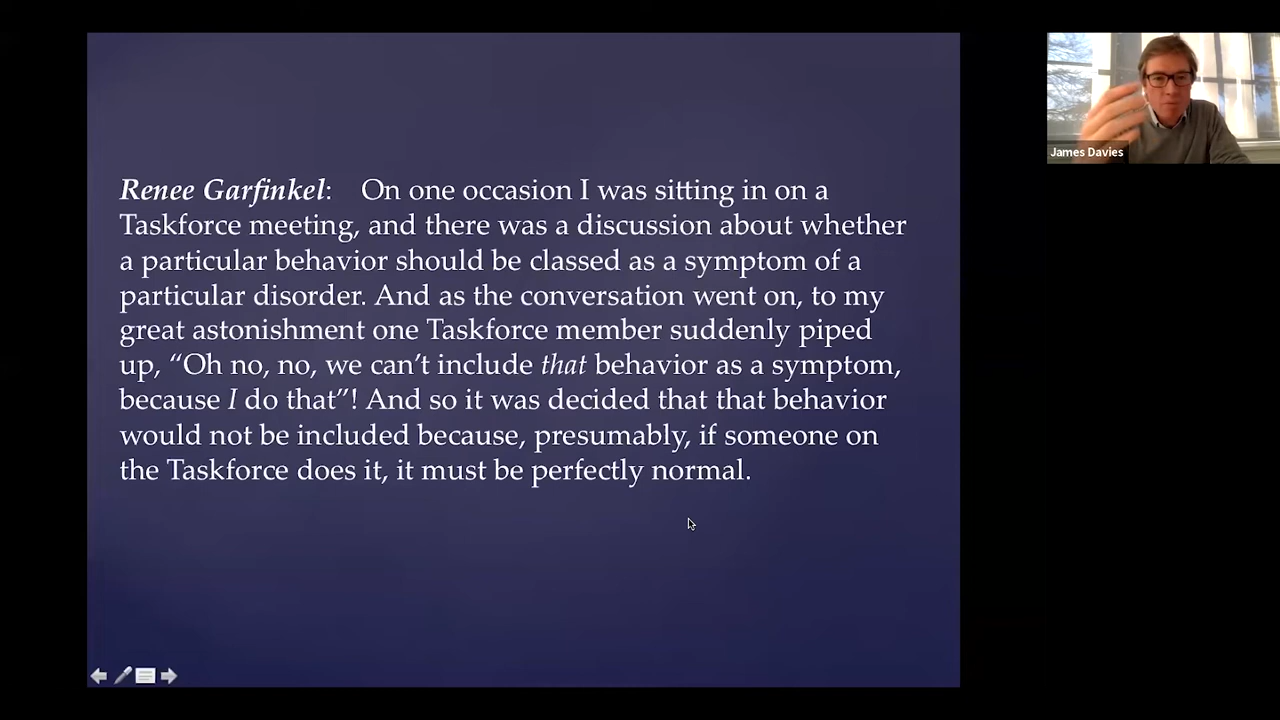 Renee Garfinkel: On one occasion I was sitting in on a
Taskforce meeting, and there was a discussion about whether
a particular behavior should be classed as a symptom of a
particular disorder. And as the conversation went on, to my
great astonishment one Taskforce member suddenly piped
up, “Oh no, no, we can’t include that behavior as a symptom,
because I do that”! And so it was decided that that behavior
would not be included because, presumably, if someone on
the Taskforce does it, it must be perfectly normal.
James Davies